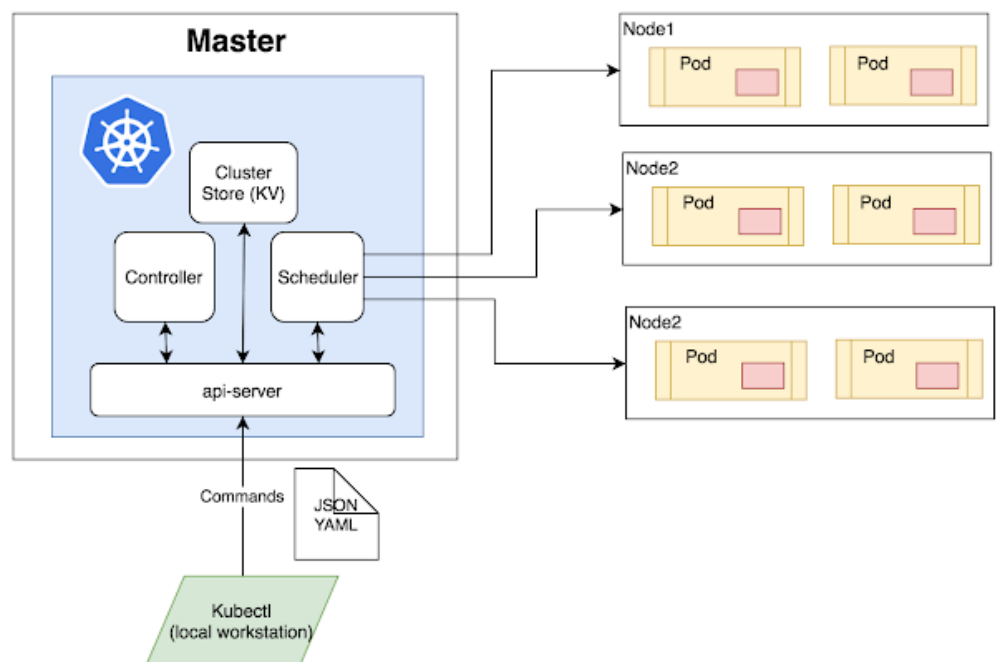 Master
Cluster
Store (KV)
Controller
Scheduler
api-server
Commands
JSON
YAML
Kubectl
(local workstation)
Node1
Pod
Pod
Node2
Pod
Pod
Node2
Pod
Pod